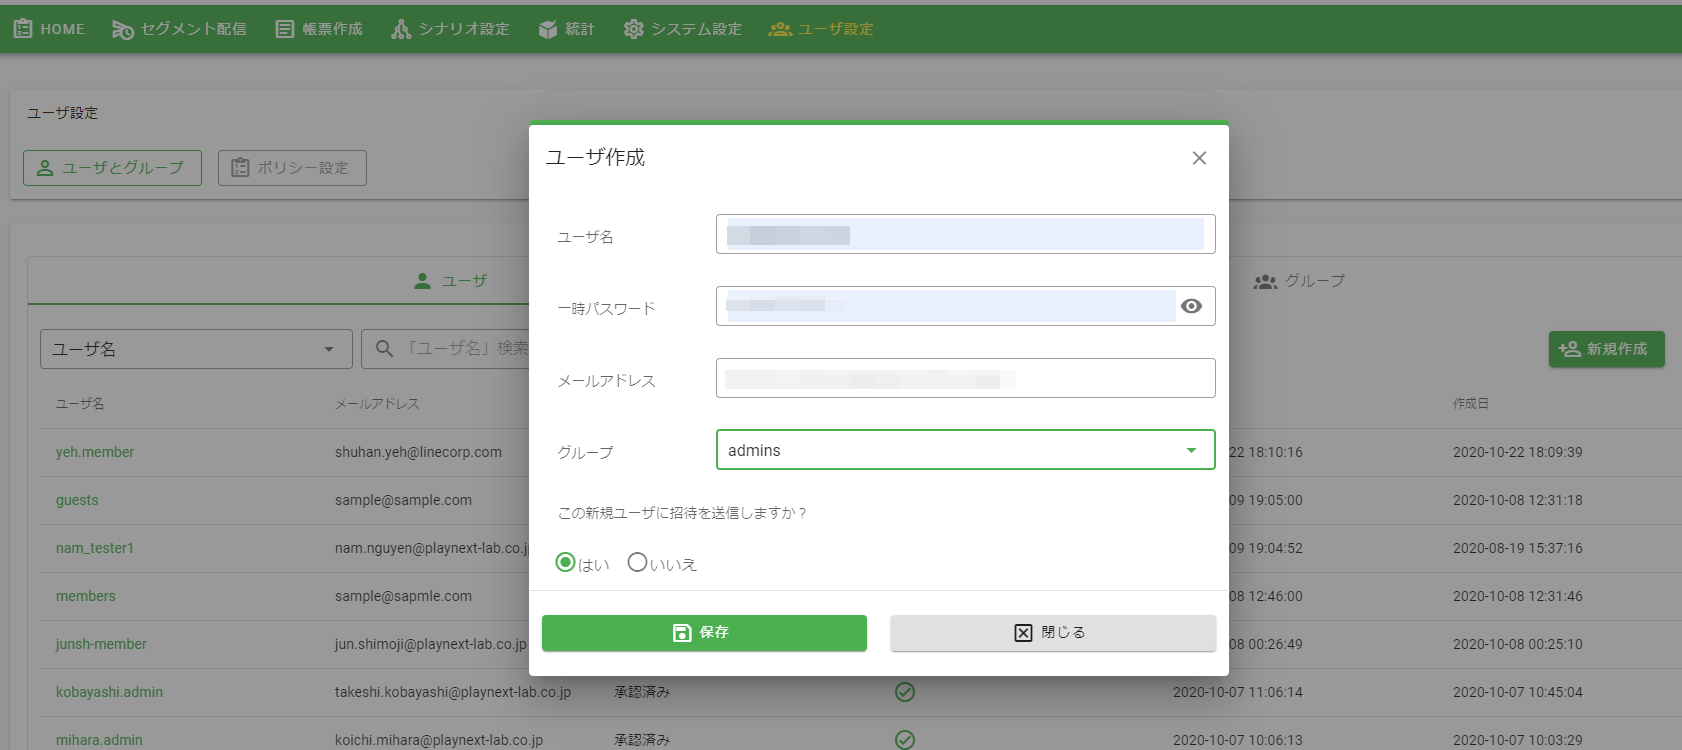 HOME セグメント配信 帳票作成 シナリオ設定 統計 システム設定 ユーザ設定
ユーザ設定
ユーザとグループ ポリシー設定
ユーザ グループ
ユーザ名 「ユーザ名」検索
新規作成
ユーザ名 メールアドレス 作成日
yeh.member shuhan.yeh@linecorp.com 22 18:10:16 2020-10-22 18:09:39
guests sample@sample.com 09 19:05:00 2020-10-08 12:31:18
nam_tester1 nam.nguyen@playnext-lab.co.j 09 19:04:52 2020-08-19 15:37:16
members sample@sapmle.com 08 12:46:00 2020-10-08 12:31:46
junsh-member jun.shimoji@playnext-lab.co.jp 08 00:26:49 2020-10-08 00:25:10
kobayashi.admin takeshi.kobayashi@playnext-lab.co.jp 承認済み 2020-10-07 11:06:14 2020-10-07 10:45:04
mihara.admin koichi.mihara@playnext-lab.co.jp 承認済み 2020-10-07 10:06:13 2020-10-07 10:03:29
ユーザ作成
ユーザ名
一時パスワード
メールアドレス
グループ admins
この新規ユーザに招待を送信しますか？
はい いいえ
保存 閉じる